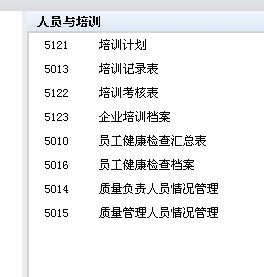 人员与培训
5121 培训计划
5013 培训记录表
5122 培训考核表
5123 企业培训档案
5010 员工健康检查汇总表
5016 员工健康检查档案
5014 质量负责人员情况管理
5015 质量管理人员情况管理